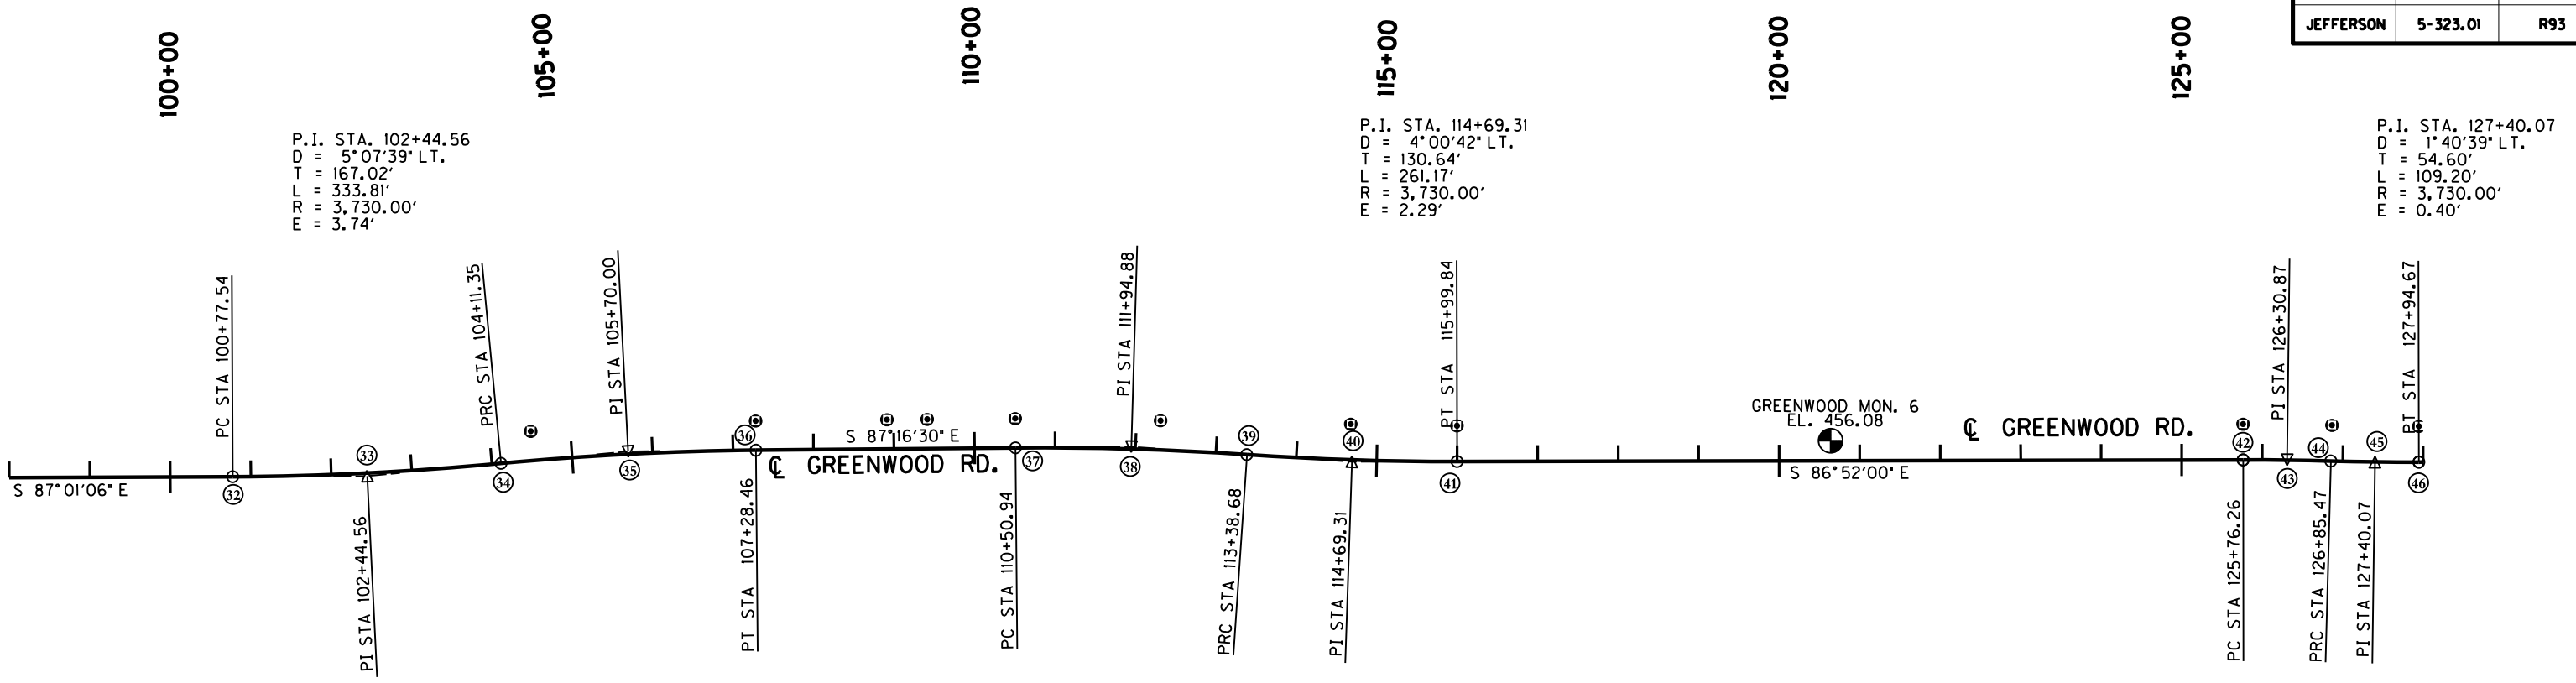 100+00
105+00
110+00
115+00
120+00
125+00
JEFFERSON 5-323.01 R93
P.I. STA. 102+44.56
D = 5°07'39" LT.
T = 167.02'
L = 333.81'
R = 3,730.00'
E = 3.74'
P.I. STA. 114+69.31
D = 4°00'42" LT.
T = 130.64'
L = 261.17'
R = 3,730.00'
E = 2.29'
P.I. STA. 127+40.07
D = 1°40'39" LT.
T = 54.60'
L = 109.20'
R = 3,730.00'
E = 0.40'
PC STA 100+77.54
PRC STA 104+11.35
PI STA 105+70.00
PI STA 111+94.88
PT STA 115+99.84
PI STA 126+30.87
PT STA 127+94.67
GREENWOOD MON. 6
EL. 456.08
℄ GREENWOOD RD.
S 87°16'30" E
℄ GREENWOOD RD.
S 87°01'06" E
S 86°52'00" E
32
33
34
35
36
37
38
39
40
41
42
43
44
45
46
PI STA 102+44.56
PT STA 107+28.46
PC STA 110+50.94
PRC STA 113+38.68
PI STA 114+69.31
PC STA 125+76.26
PRC STA 126+85.47
PI STA 127+40.07